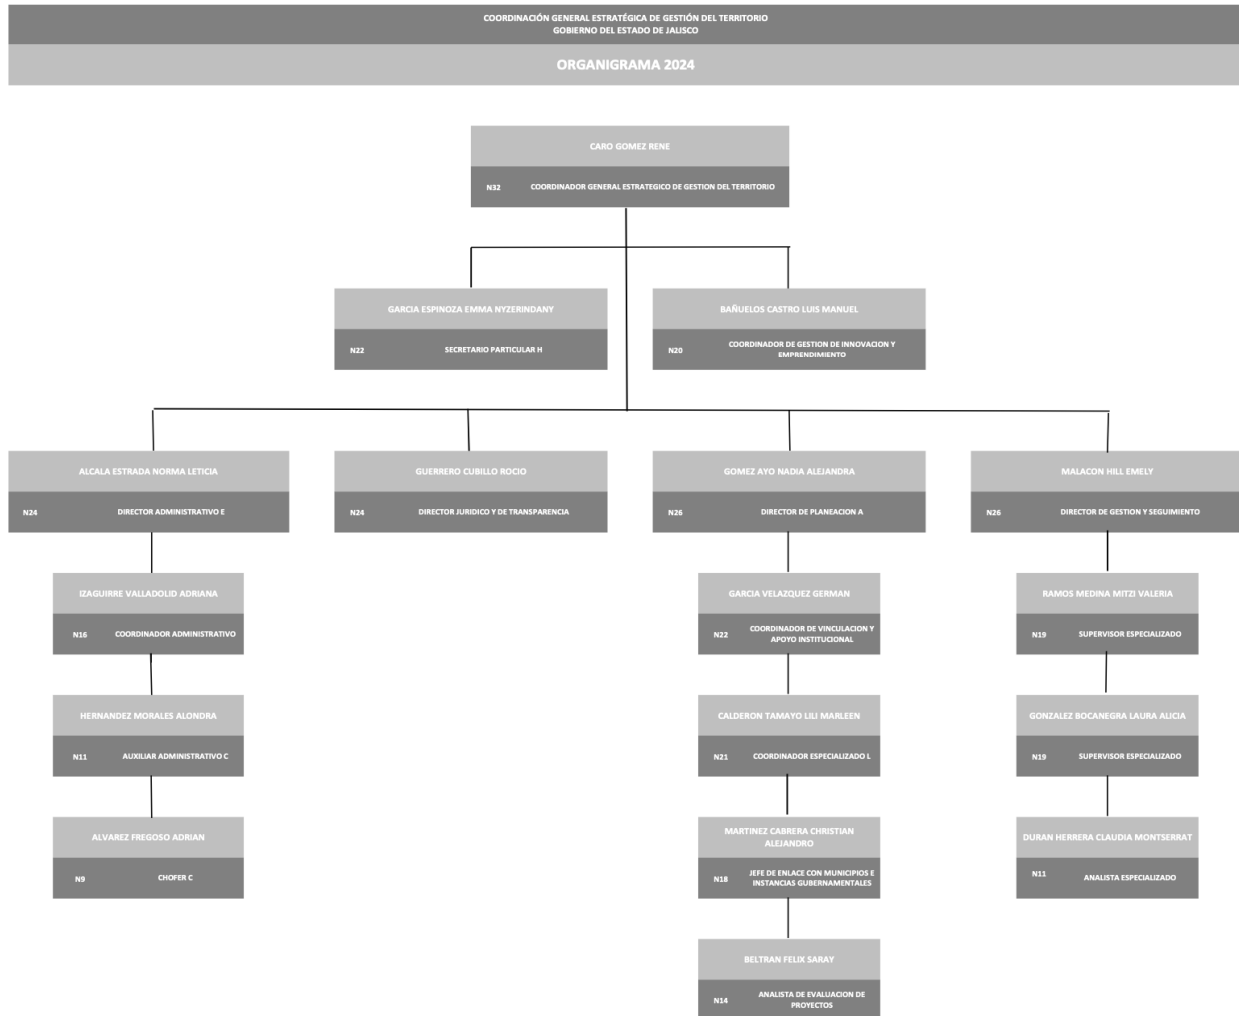 COORDINACIÓN GENERAL ESTRATÉGICA DE GESTIÓN DEL TERRITORIO
GOBIERNO DEL ESTADO DE JALISCO
ORGANIGRAMA 2024
CARO GOMEZ RENE
N32 COORDINADOR GENERAL ESTRATEGICO DE GESTION DEL TERRITORIO
GARCIA ESPINOZA EMMA NYZERINDANY
N22 SECRETARIO PARTICULAR H
BAÑUELOS CASTRO LUIS MANUEL
N20 COORDINADOR DE GESTION DE INNOVACION Y
EMPRENDIMIENTO
ALCALA ESTRADA NORMA LETICIA
N24 DIRECTOR ADMINISTRATIVO E
GUERRERO CUBILLO ROCIO
N24 DIRECTOR JURIDICO Y DE TRANSPARENCIA
GOMEZ AYO NADIA ALEJANDRA
N26 DIRECTOR DE PLANEACION A
MALACON HILL EMELY
N26 DIRECTOR DE GESTION Y SEGUIMIENTO
IZAGUIRRE VALLADOLID ADRIANA
N16 COORDINADOR ADMINISTRATIVO
GARCIA VELAZQUEZ GERMAN
N22 COORDINADOR DE VINCULACION Y
APOYO INSTITUCIONAL
RAMOS MEDINA MITZI VALERIA
N19 SUPERVISOR ESPECIALIZADO
HERNANDEZ MORALES ALONDRA
N11 AUXILIAR ADMINISTRATIVO C
CALDERON TAMAYO LILI MARLEEN
N21 COORDINADOR ESPECIALIZADO L
GONZALEZ BOCANEGRA LAURA ALICIA
N19 SUPERVISOR ESPECIALIZADO
ALVAREZ FREGOSO ADRIAN
N9 CHOFER C
MARTINEZ CABRERA CHRISTIAN
ALEJANDRO
N18 JEFE DE ENLACE CON MUNICIPIOS E
INSTANCIAS GUBERNAMENTALES
DURAN HERRERA CLAUDIA MONTSERRAT
N11 ANALISTA ESPECIALIZADO
BELTRAN FELIX SARAY
N14 ANALISTA DE EVALUACION DE
PROYECTOS